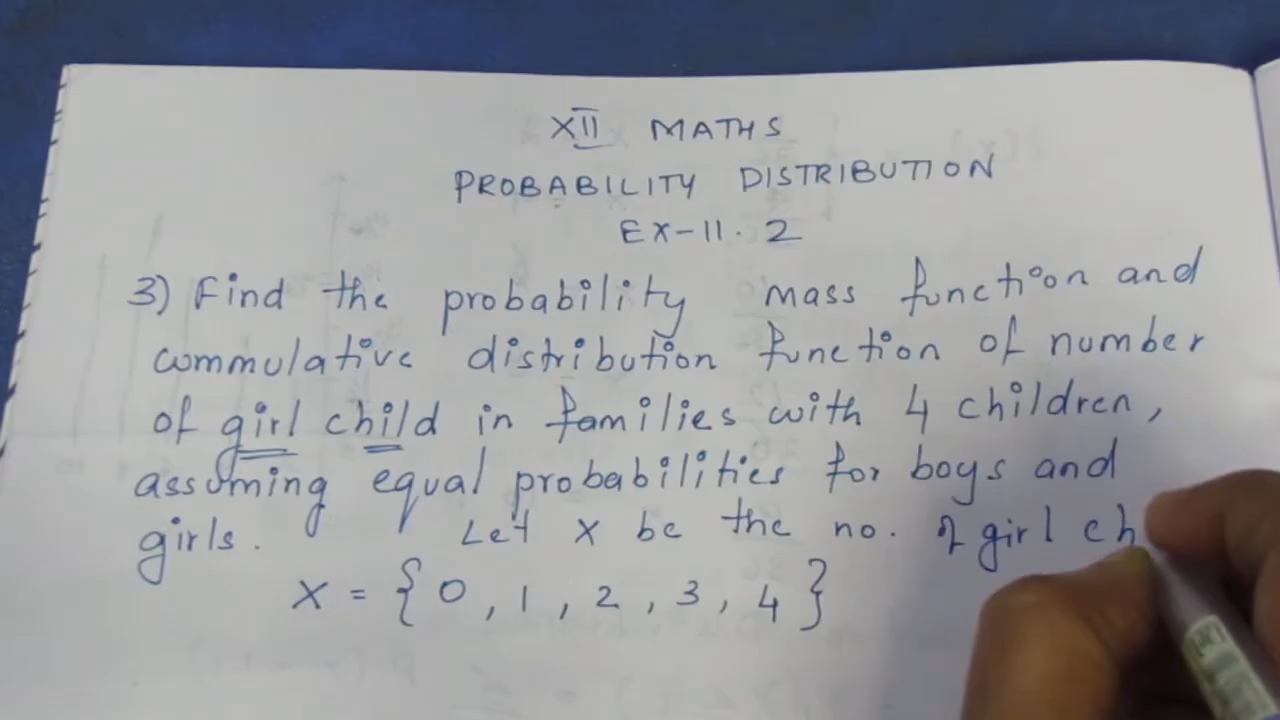 XII MATHS
PROBABILITY DISTRIBUTION
EX-11.2
3) Find the probability mass function and
commulative distribution function of number
of girl child in families with 4 children,
assuming equal probabilities for boys and
girls. Let X be the no. of girl ch
X = {0, 1, 2, 3, 4}